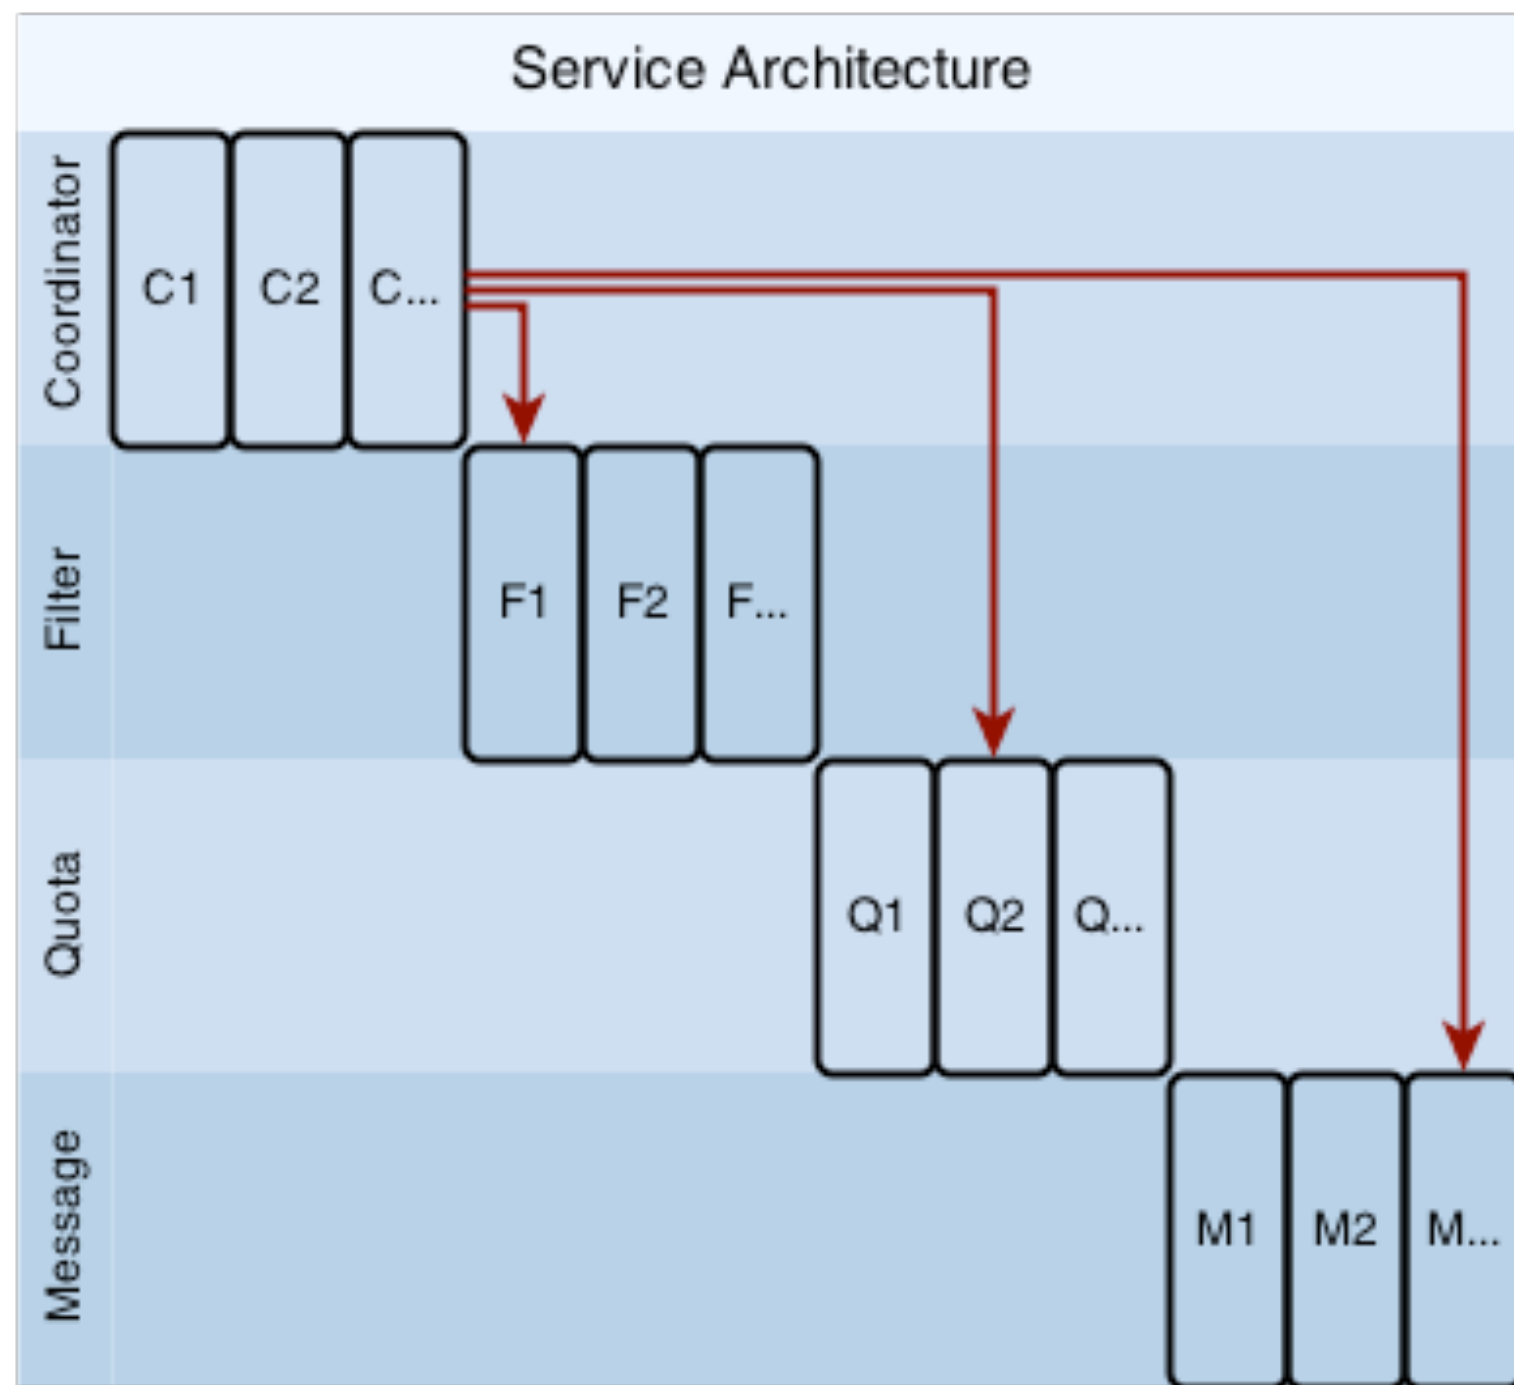 Service Architecture
Coordinator
C1 C2 C...
Filter
F1 F2 F...
Quota
Q1 Q2 Q...
Message
M1 M2 M...